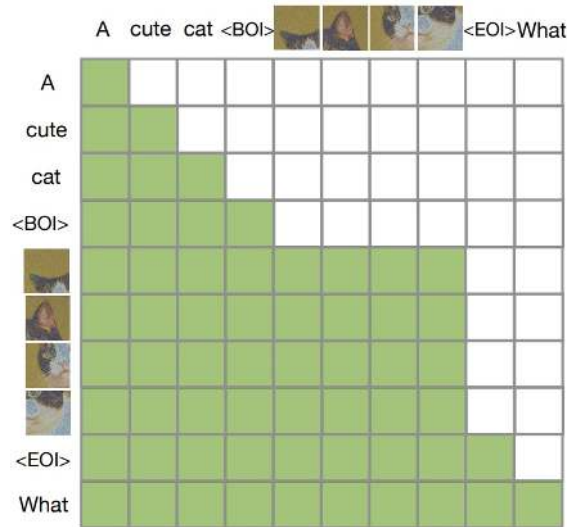 A cute cat <BOI> <EOI> What
A
cute
cat
<BOI>
<EOI>
What